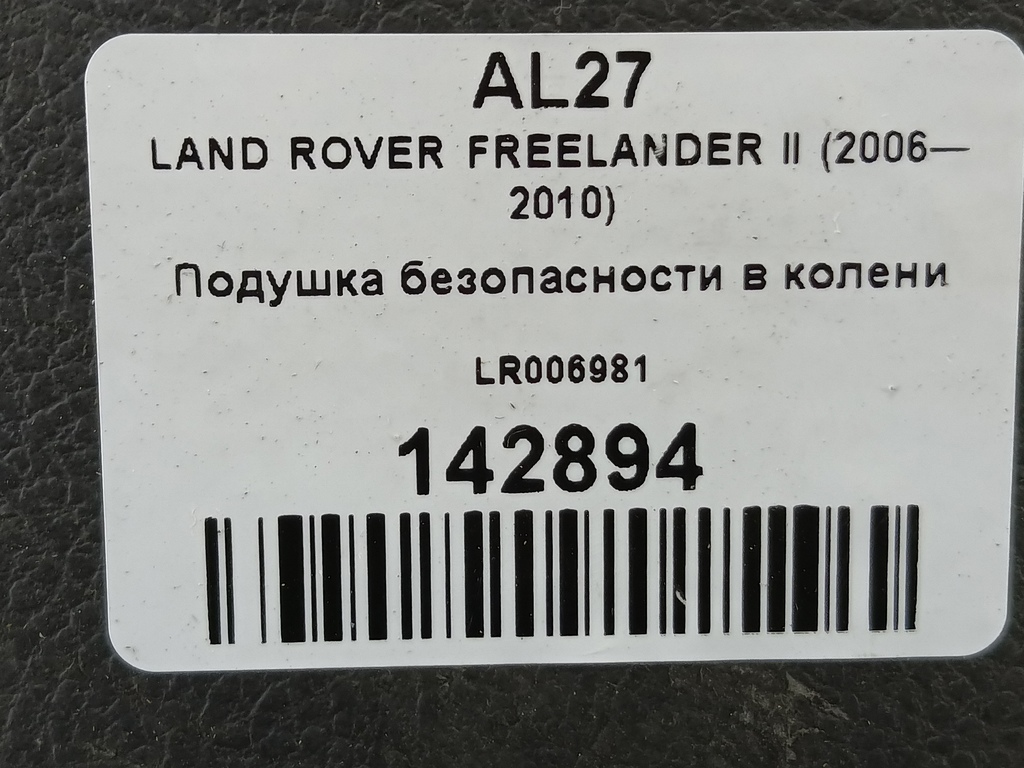 AL27
LAND ROVER FREELANDER II (2006—
2010)
Подушка безопасности в колени
LR006981
142894